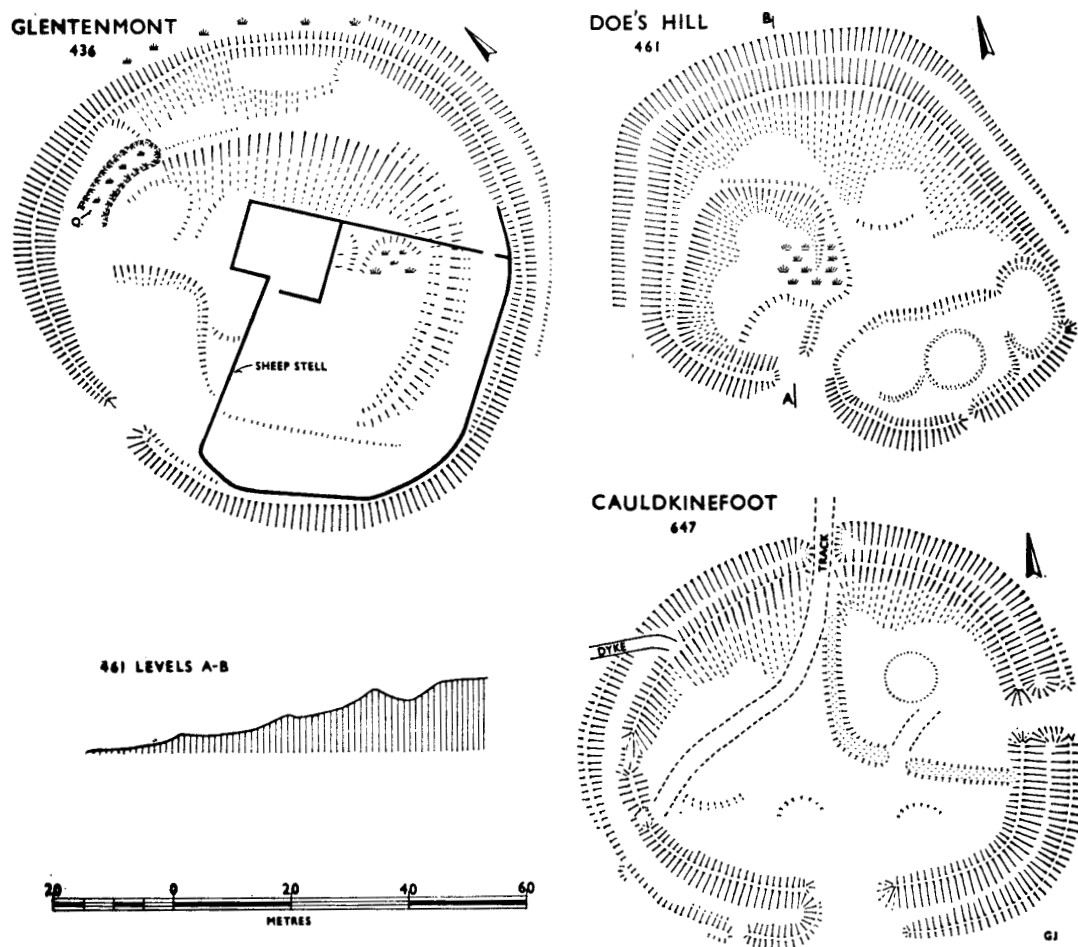 GLENTENMONT
436
SHEEP STELL
DOE'S HILL
461
B
A
461 LEVELS A-B
CAULDKINEFOOT
647
TRACK
DYKE
20 0 20 40 60
METRES
GJ